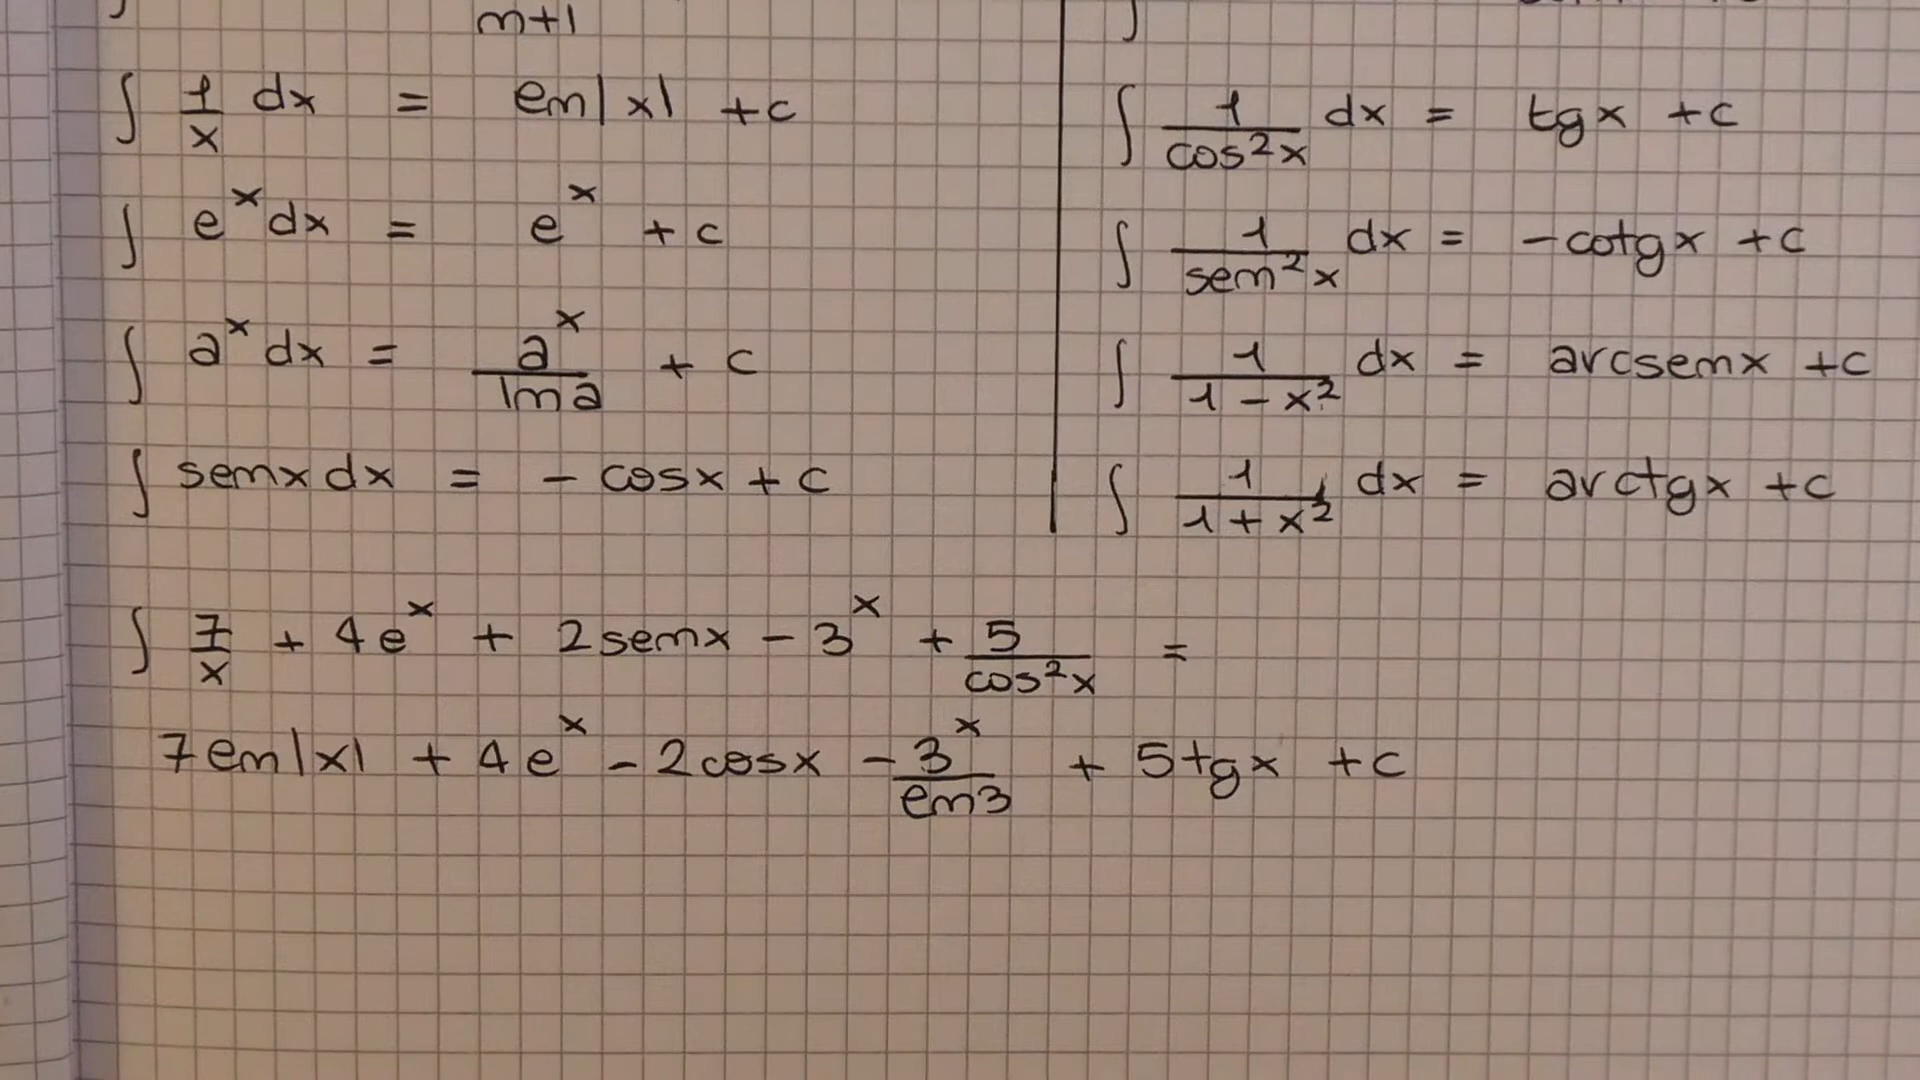 m+1
∫ 1/x dx = ln|x| + c
∫ e^x dx = e^x + c
∫ a^x dx = a^x/lna + c
∫ senx dx = - cosx + c
∫ 1/cos²x dx = tgx + c
∫ 1/sen²x dx = -cotgx + c
∫ 1/1-x² dx = arcsenx + c
∫ 1/1+x² dx = arctgx + c
∫ 7/x + 4e^x + 2senx - 3^x + 5/cos²x =
7ln|x| + 4e^x - 2cosx - 3^x/ln3 + 5tgx + c